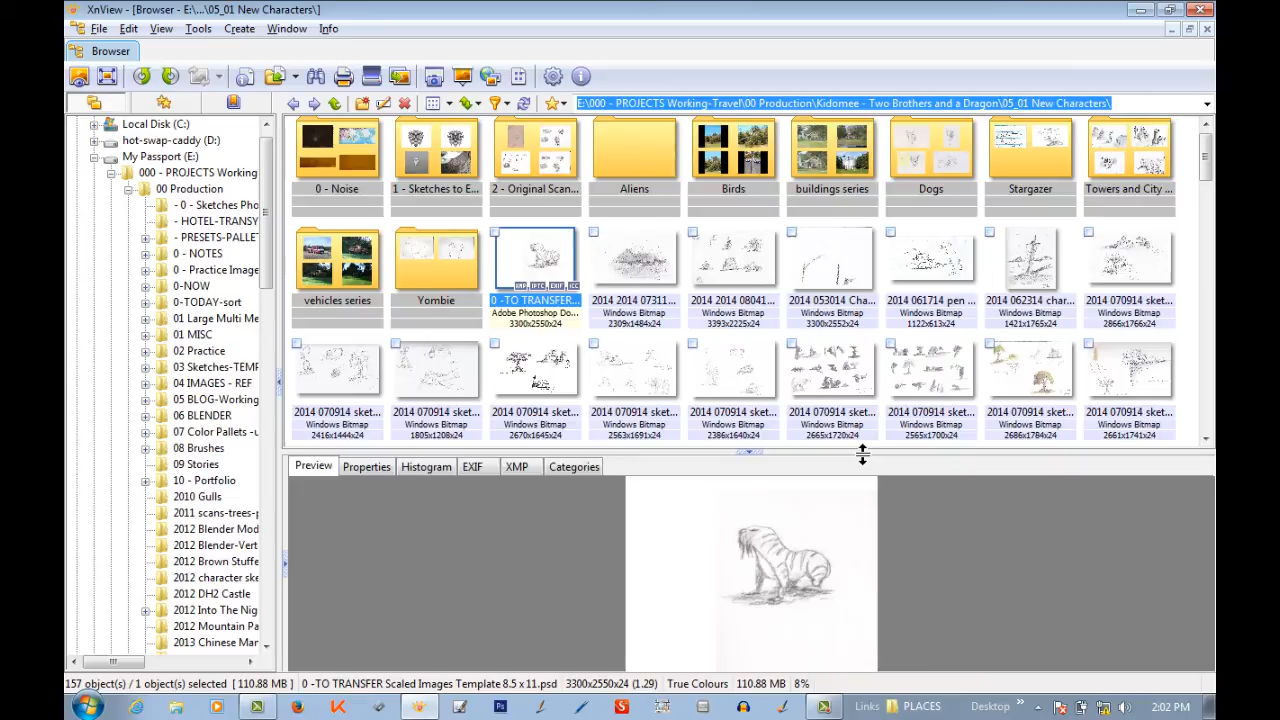 XnView - [Browser - E:\...\05_01 New Characters\]
File Edit View Tools Create Window Info
Browser
E:\000 - PROJECTS Working-Travel\00 Production\Kidomee - Two Brothers and a Dragon\05_01 New Characters\
Local Disk (C:)
hot-swap-caddy (D:)
My Passport (E:)
000 - PROJECTS Working
00 Production
- 0 - Sketches Pho
- HOTEL-TRANSY
- PRESETS-PALLET
0 - NOTES
0 - Practice Image
0-NOW
0-TODAY-sort
01 Large Multi Me
01 MISC
02 Practice
03 Sketches-TEMP
04 IMAGES - REF
05 BLOG-Working
06 BLENDER
07 Color Pallets -u
08 Brushes
09 Stories
10 - Portfolio
2010 Gulls
2011 scans-trees-p
2012 Blender Mod
2012 Blender-Vert
2012 Brown Stuffe
2012 character ske
2012 DH2 Castle
2012 Into The Nig
2012 Mountain Pa
2013 Chinese Mar
0 - Noise 1 - Sketches to E... 2 - Original Scan... Aliens Birds buildings series Dogs Stargazer Towers and City ...
vehicles series Yombie 0 -TO TRANSFER... 2014 2014 07311... 2014 2014 08041... 2014 053014 Cha... 2014 061714 pen ... 2014 062314 char... 2014 070914 sket...
XMP IPTC EXIF ICC
Adobe Photoshop Do... Windows Bitmap Windows Bitmap Windows Bitmap Windows Bitmap Windows Bitmap Windows Bitmap
3300x2550x24 2309x1484x24 3393x2225x24 3300x2552x24 1122x613x24 1421x1765x24 2866x1766x24
2014 070914 sket... 2014 070914 sket... 2014 070914 sket... 2014 070914 sket... 2014 070914 sket... 2014 070914 sket... 2014 070914 sket... 2014 070914 sket... 2014 070914 sket...
Windows Bitmap Windows Bitmap Windows Bitmap Windows Bitmap Windows Bitmap Windows Bitmap Windows Bitmap Windows Bitmap Windows Bitmap
2416x1444x24 1805x1208x24 2670x1645x24 2563x1691x24 2386x1640x24 2665x1720x24 2565x1700x24 2686x1784x24 2661x1741x24
Preview Properties Histogram EXIF XMP Categories
157 object(s) / 1 object(s) selected [ 110.88 MB ] 0 -TO TRANSFER Scaled Images Template 8.5 x 11.psd 3300x2550x24 (1.29) True Colours 110.88 MB 8%
Links PLACES Desktop » 2:02 PM